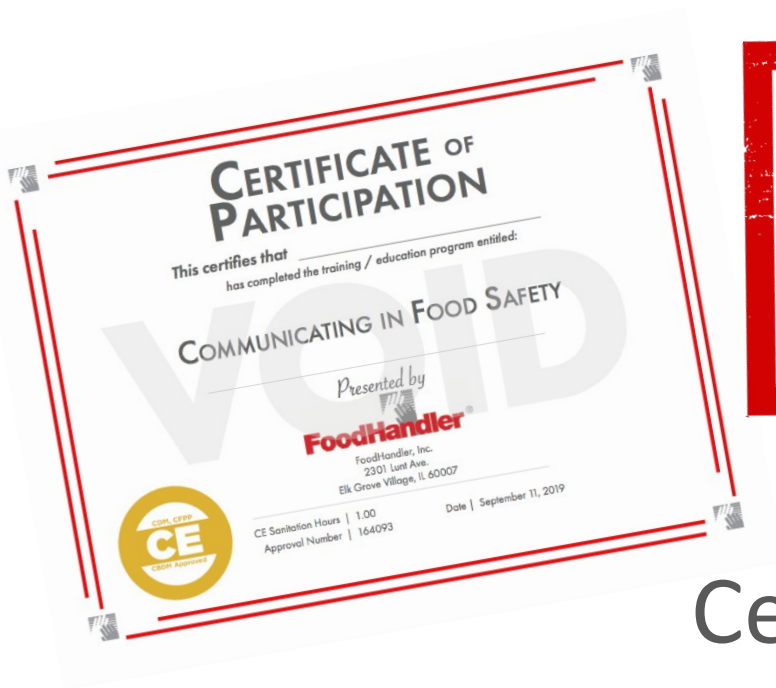 CERTIFICATE OF
PARTICIPATION
This certifies that
has completed the training / education program entitled:
VOID
COMMUNICATING IN FOOD SAFETY
Presented by
FoodHandler®
FoodHandler, Inc.
2301 Lunt Ave.
Elk Grove Village, IL 60007
CE Sanitation Hours | 1.00
Date | September 11, 2019
Approval Number | 164093
CDM, CFPP
CE
CBDM Approved
Ce